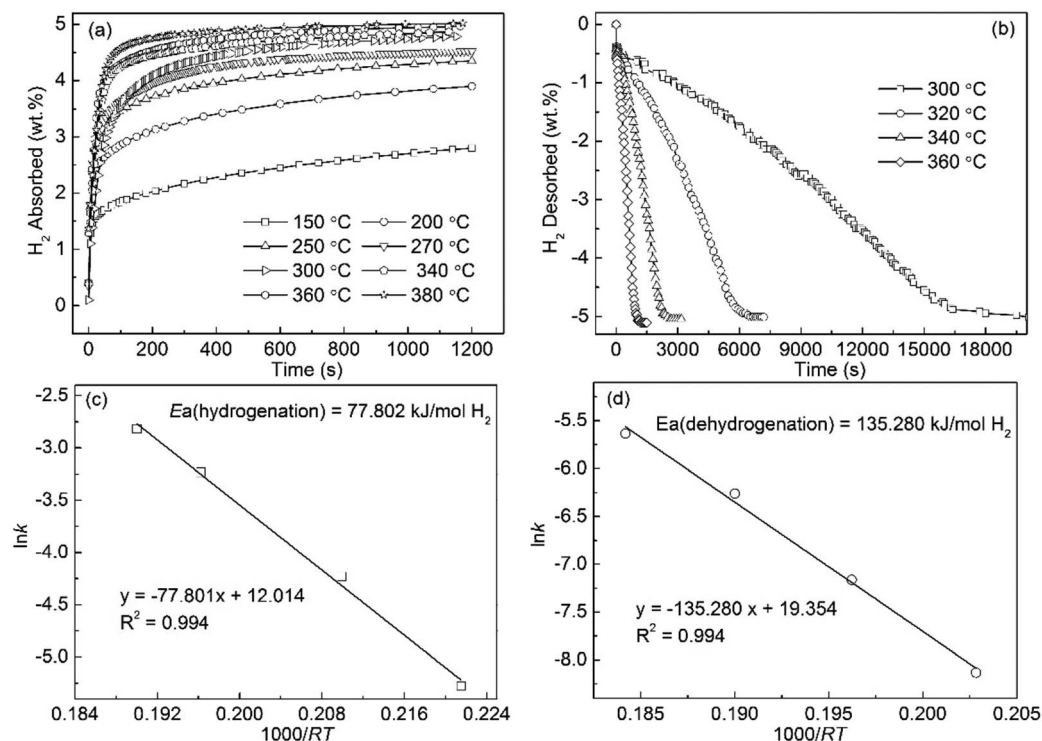 (a)
H2 Absorbed (wt.%)
5
4
3
2
1
0
150 °C 200 °C
250 °C 270 °C
300 °C 340 °C
360 °C 380 °C
0 200 400 600 800 1000 1200
Time (s)
(b)
H2 Desorbed (wt.%)
0
-1
-2
-3
-4
-5
300 °C
320 °C
340 °C
360 °C
0 3000 6000 9000 12000 15000 18000
Time (s)
(c)
Ea(hydrogenation) = 77.802 kJ/mol H2
lnk
-2.5
-3.0
-3.5
-4.0
-4.5
-5.0
y = -77.801x + 12.014
R2 = 0.994
0.184 0.192 0.200 0.208 0.216 0.224
1000/RT
(d)
Ea(dehydrogenation) = 135.280 kJ/mol H2
lnk
-5.5
-6.0
-6.5
-7.0
-7.5
-8.0
y = -135.280 x + 19.354
R2 = 0.994
0.185 0.190 0.195 0.200 0.205
1000/RT